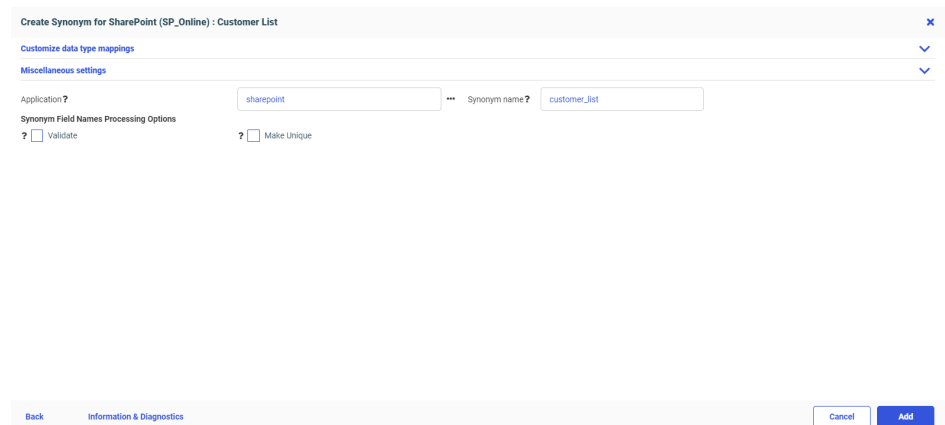 Create Synonym for SharePoint (SP_Online) : Customer List
Customize data type mappings
Miscellaneous settings
Application ? sharepoint ••• Synonym name ? customer_list
Synonym Field Names Processing Options
? Validate ? Make Unique
Back Information & Diagnostics Cancel Add